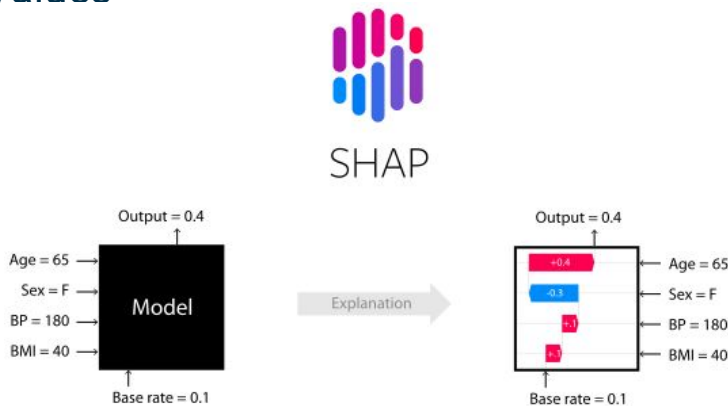 SHAP
Output = 0.4
Age = 65
Sex = F
BP = 180
BMI = 40
Model
Base rate = 0.1
Explanation
Output = 0.4
+0.4
-0.3
+.1
+.1
Age = 65
Sex = F
BP = 180
BMI = 40
Base rate = 0.1